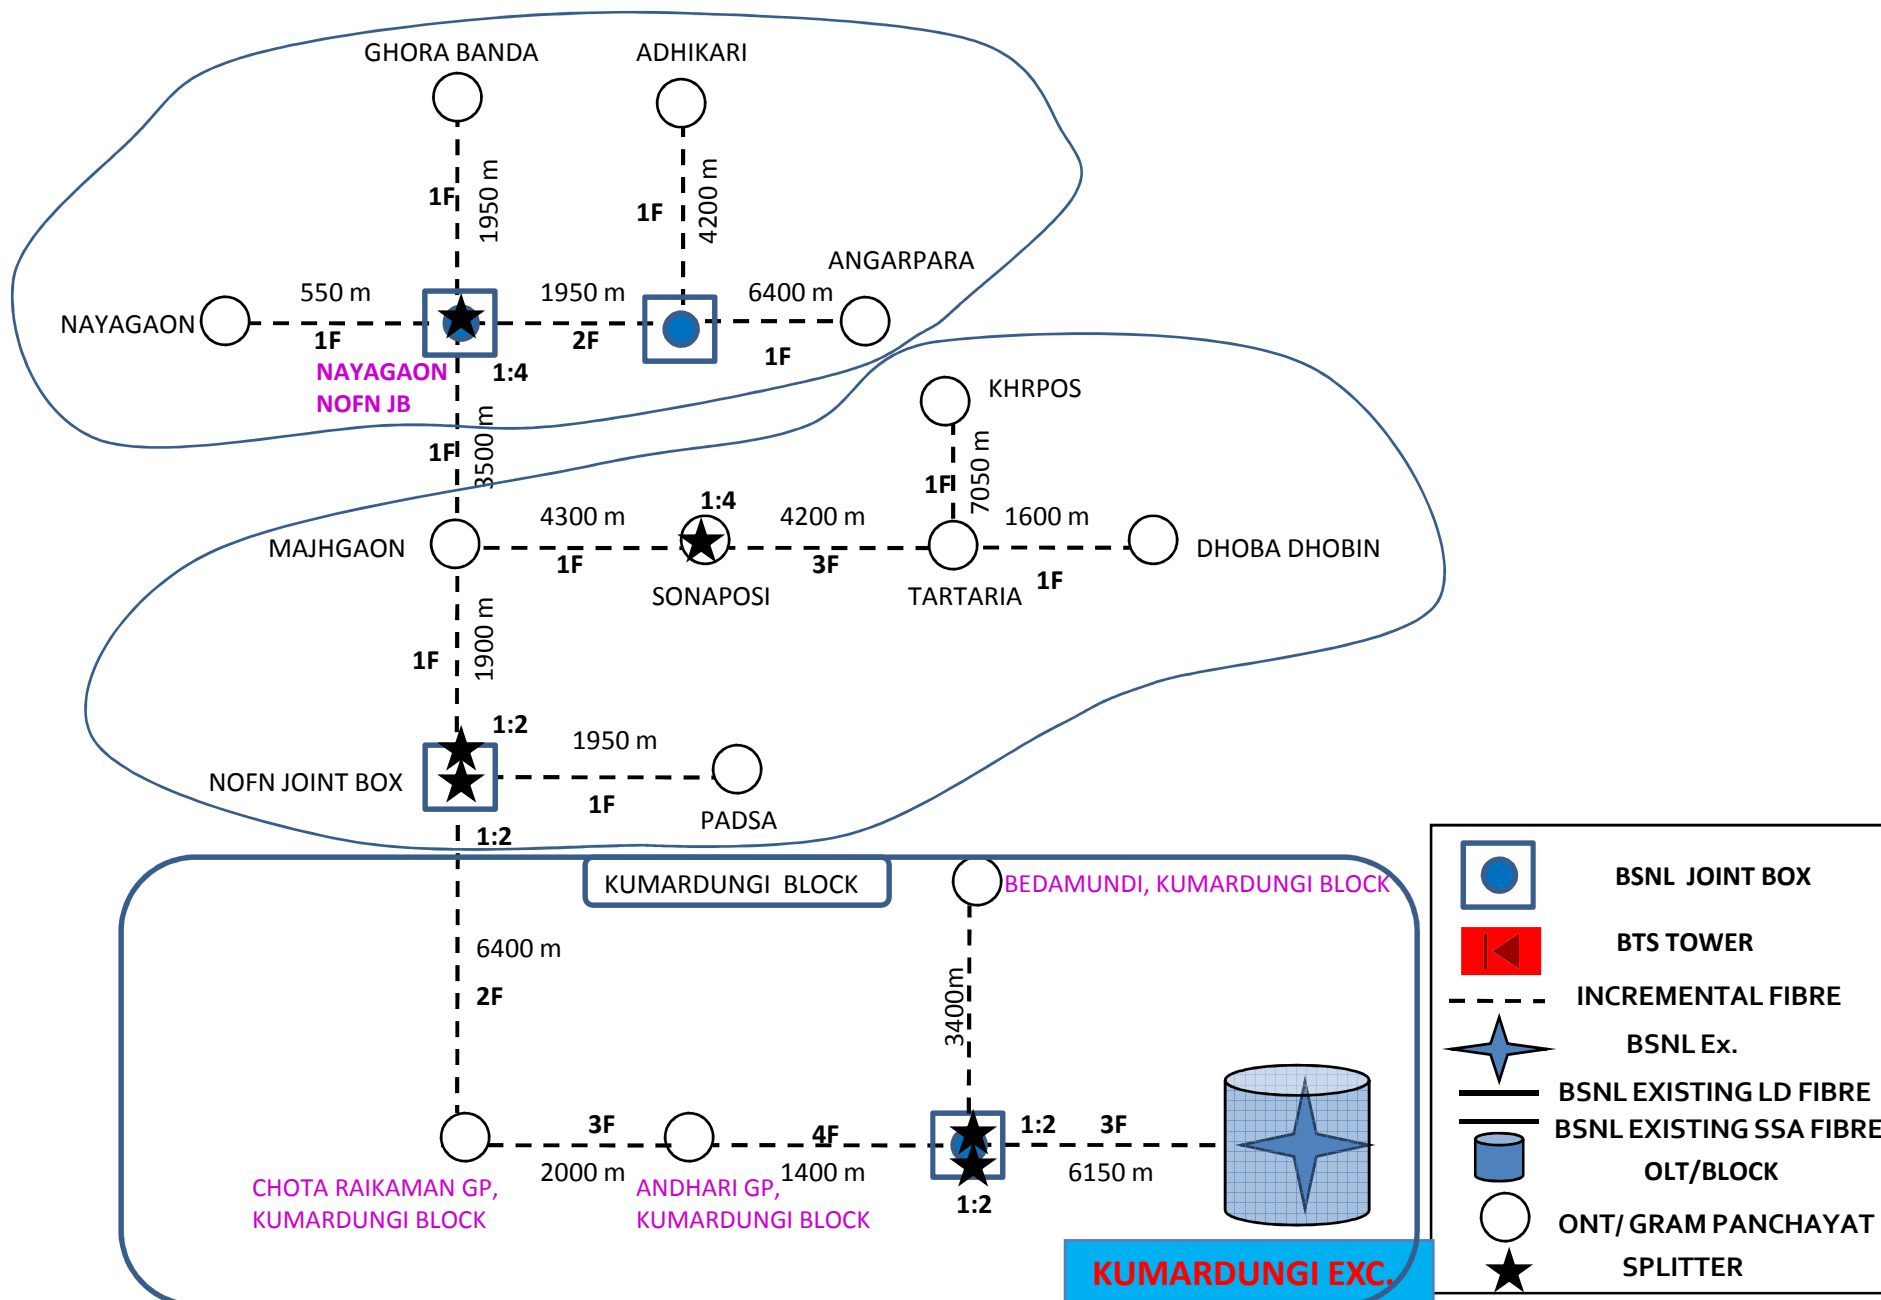 GHORA BANDA
ADHIKARI
1F
1950 m
1F
4200 m
ANGARPARA
550 m
1950 m
6400 m
NAYAGAON
1F
2F
1F
NAYAGAON
NOFN JB
1:4
KHRPOS
1F
3500 m
1F
7050 m
1:4
4300 m
4200 m
1600 m
MAJHGAON
DHOBA DHOBIN
1F
3F
1F
SONAPOSI
TARTARIA
1F
1900 m
1:2
1950 m
NOFN JOINT BOX
1F
PADSA
1:2
KUMARDUNGI BLOCK
BEDAMUNDI, KUMARDUNGI BLOCK
6400 m
2F
3400m
3F
4F
1:2
3F
2000 m
1400 m
6150 m
CHOTA RAIKAMAN GP,
KUMARDUNGI BLOCK
ANDHARI GP,
KUMARDUNGI BLOCK
1:2
KUMARDUNGI EXC.
BSNL JOINT BOX
BTS TOWER
INCREMENTAL FIBRE
BSNL Ex.
BSNL EXISTING LD FIBRE
BSNL EXISTING SSA FIBRE
OLT/BLOCK
ONT/ GRAM PANCHAYAT
SPLITTER